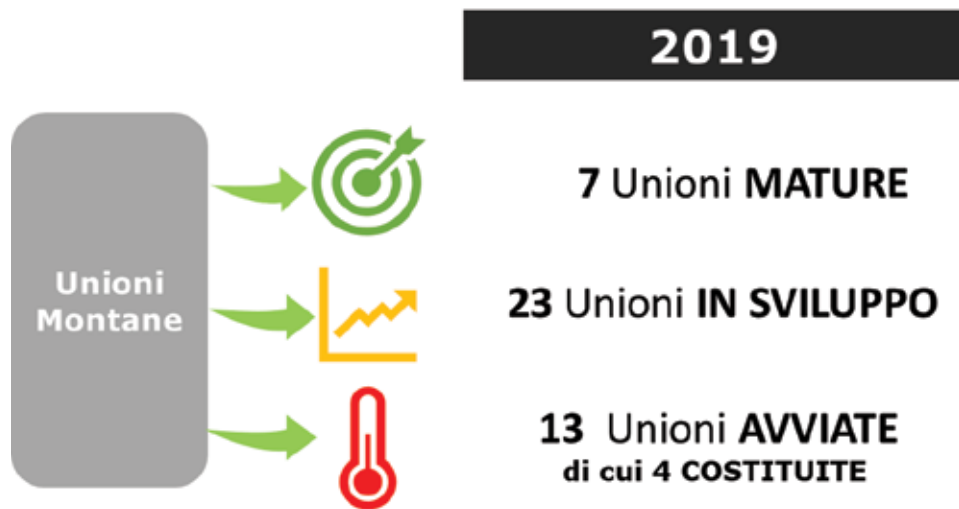 2019
Unioni
Montane
7 Unioni MATURE
23 Unioni IN SVILUPPO
13 Unioni AVVIATE
di cui 4 COSTITUITE